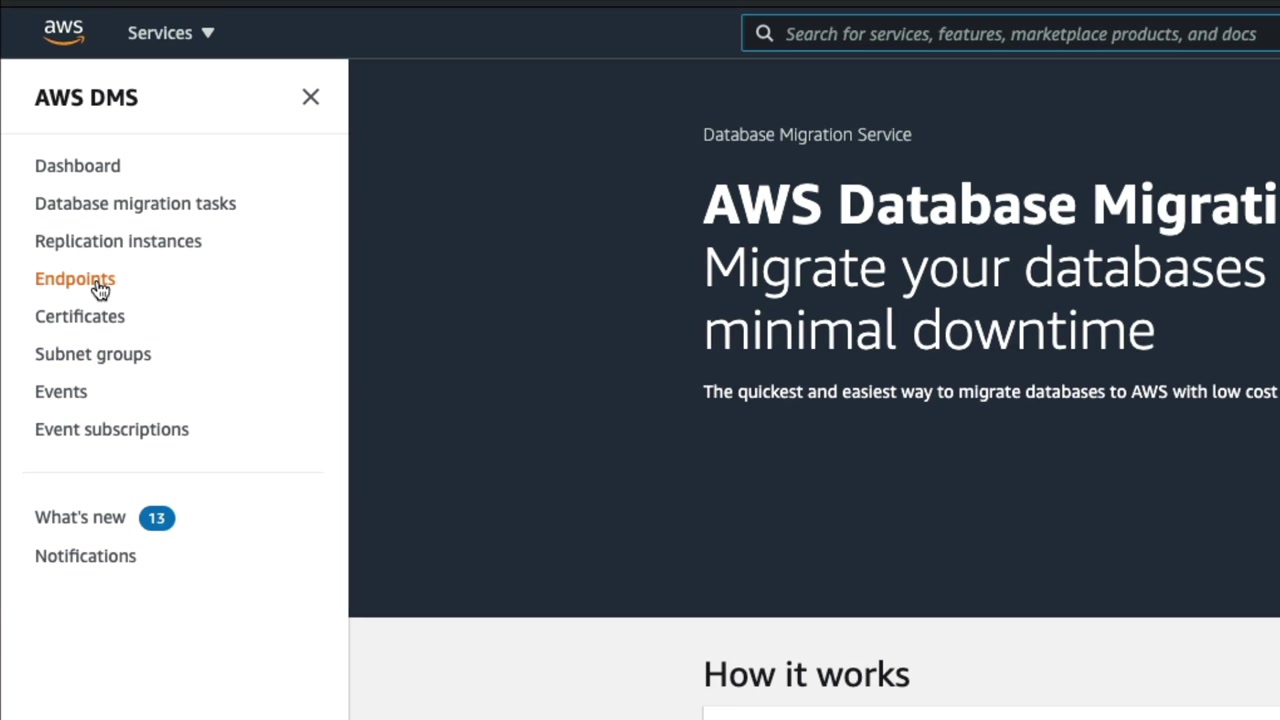 aws
Services ▼
Search for services, features, marketplace products, and docs
AWS DMS
Dashboard
Database migration tasks
Replication instances
Endpoints
Certificates
Subnet groups
Events
Event subscriptions
What's new 13
Notifications
Database Migration Service
AWS Database Migrati
Migrate your databases
minimal downtime
The quickest and easiest way to migrate databases to AWS with low cost
How it works